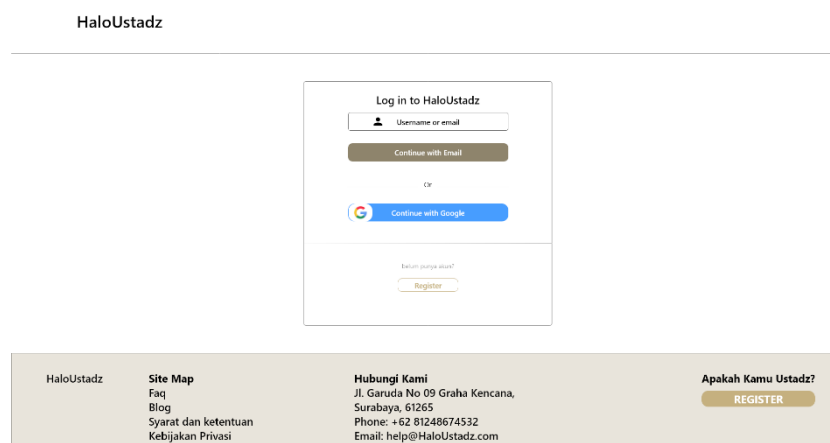 HaloUstadz
Log in to HaloUstadz
Username or email
Continue with Email
Or
Continue with Google
Belum punya akun?
Register
HaloUstadz
Site Map
Faq
Blog
Syarat dan ketentuan
Kebijakan Privasi
Hubungi Kami
Jl. Garuda No 09 Graha Kencana,
Surabaya, 61265
Phone: +62 81248674532
Email: help@HaloUstadz.com
Apakah Kamu Ustadz?
REGISTER